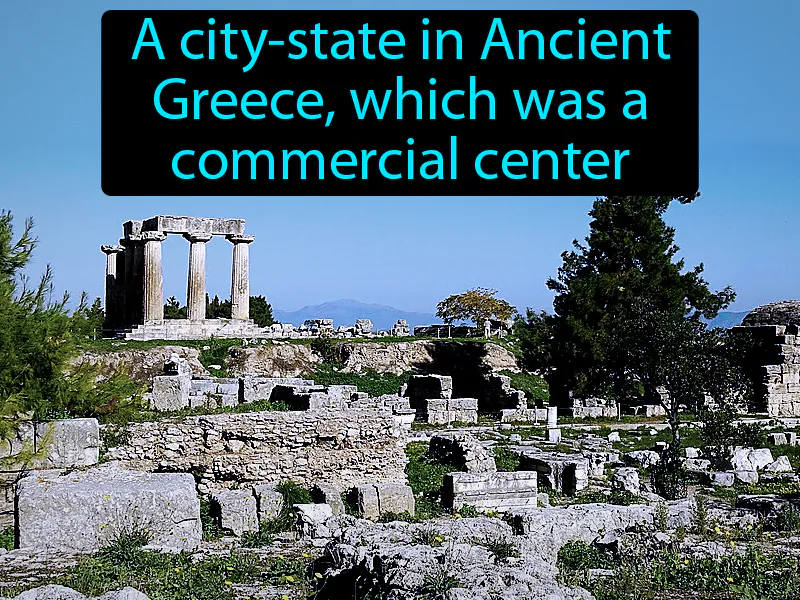 A city-state in Ancient
Greece, which was a
commercial center